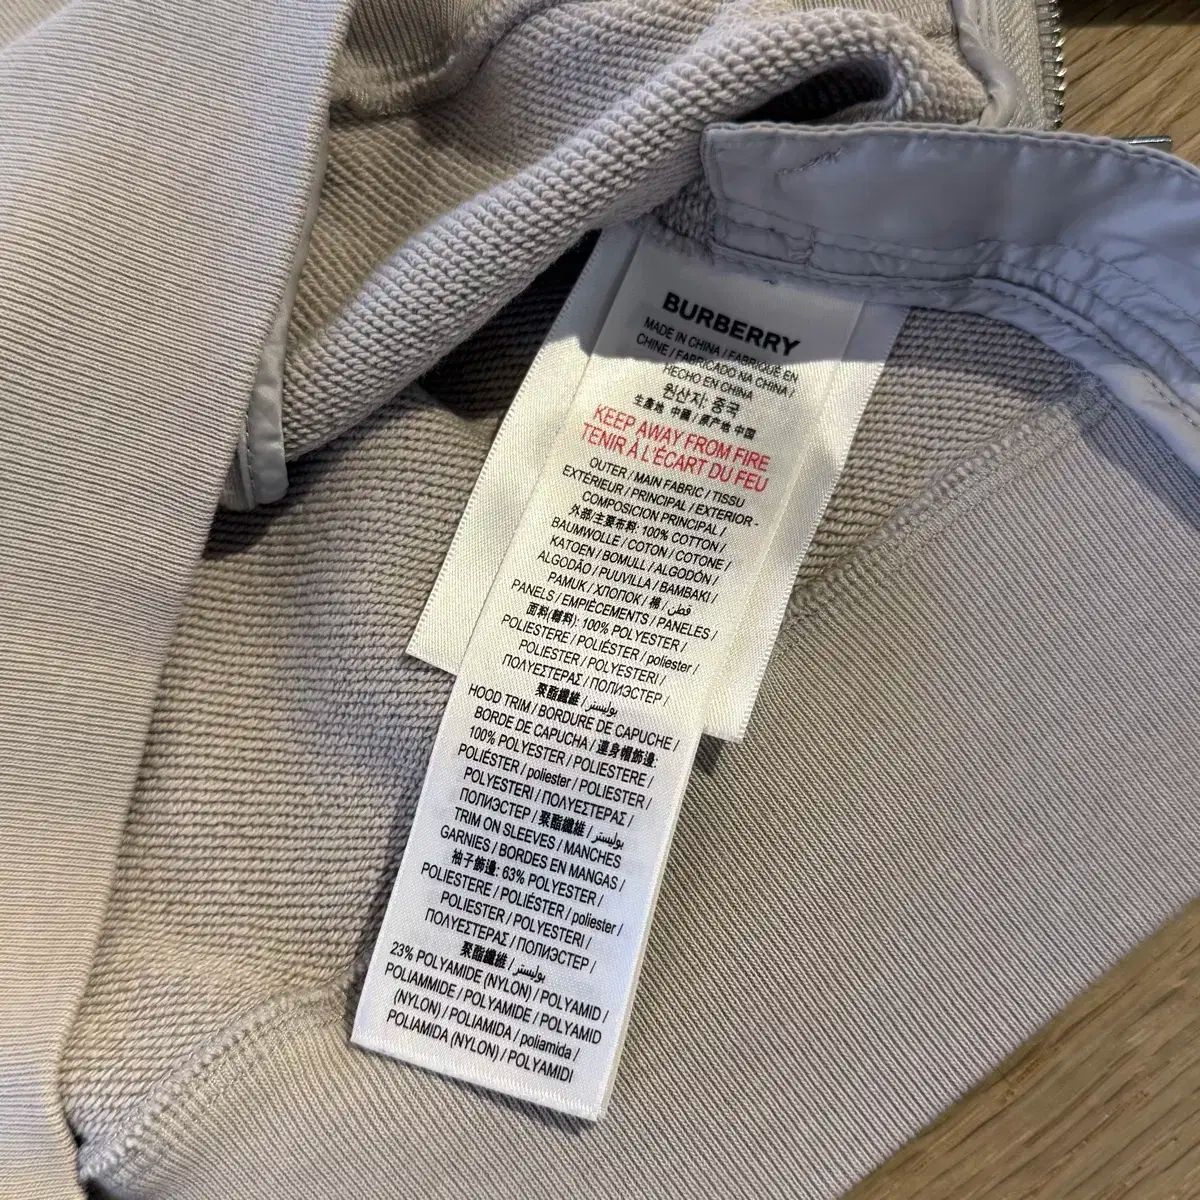 BURBERRY
MADE IN CHINA / FABRIQUÉ EN
CHINE / FABRICADO NA CHINA /
HECHO EN CHINA
원산지: 중국
生產地 中國 / 原产地 中国
KEEP AWAY FROM FIRE
TENIR À L'ÉCART DU FEU
OUTER / MAIN FABRIC / TISSU
EXTÉRIEUR / PRINCIPAL / EXTERIOR -
COMPOSICION PRINCIPAL /
外部/主要布料: 100% COTTON /
BAUMWOLLE / COTON / COTONE /
KATOEN / BOMULL / ALGODÓN /
ALGODÃO / PUUVILLA / BAMBAKI /
PAMUK / ХЛОПОК / 棉 / قطن
PANELS / EMPIÈCEMENTS / PANELES /
面料(輔料): 100% POLYESTER /
POLIESTERE / POLIÉSTER / poliester /
POLIESTER / POLYESTERI /
ΠΟΛΥΕΣΤΕΡΑΣ / ПОЛИЭСТЕР /
聚酯纖維 / بوليستر
HOOD TRIM / BORDURE DE CAPUCHE /
BORDE DE CAPUCHA / 連身帽飾邊:
100% POLYESTER / POLIESTERE /
POLIÉSTER / poliester / POLIESTER /
POLYESTERI / ΠΟΛΥΕΣΤΕΡΑΣ /
ПОЛИЭСТЕР / 聚酯纖維 / بوليستر
TRIM ON SLEEVES / MANCHES
GARNIES / BORDES EN MANGAS /
袖子飾邊: 63% POLYESTER /
POLIESTERE / POLIÉSTER / poliester /
POLIESTER / POLYESTERI /
ΠΟΛΥΕΣΤΕΡΑΣ / ПОЛИЭСТЕР /
聚酯纖維 / بوليستر
23% POLYAMIDE (NYLON) / POLYAMID /
POLIAMMIDE / POLYAMIDE / POLYAMID
(NYLON) / POLIAMIDA / poliamida /
POLIAMIDA (NYLON) / POLYAMIDI